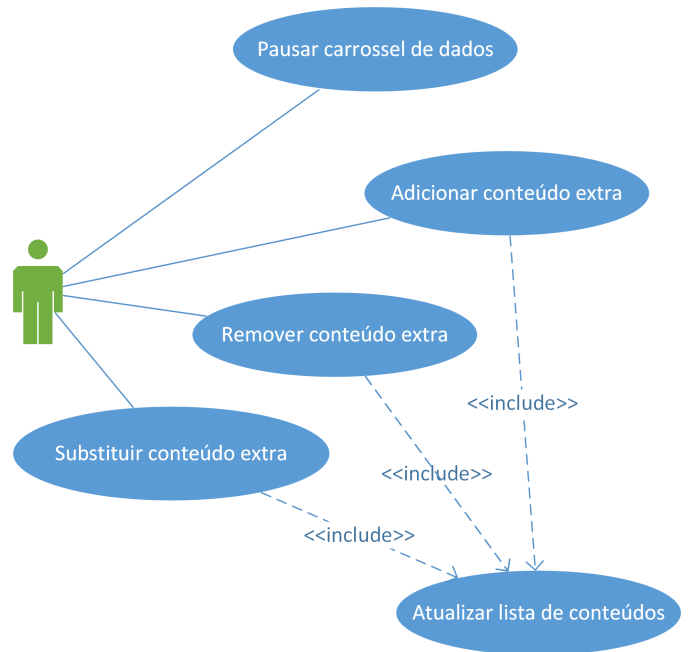 Pausar carrossel de dados
Adicionar conteúdo extra
Remover conteúdo extra
<<include>>
Substituir conteúdo extra
<<include>>
<<include>>
Atualizar lista de conteúdos